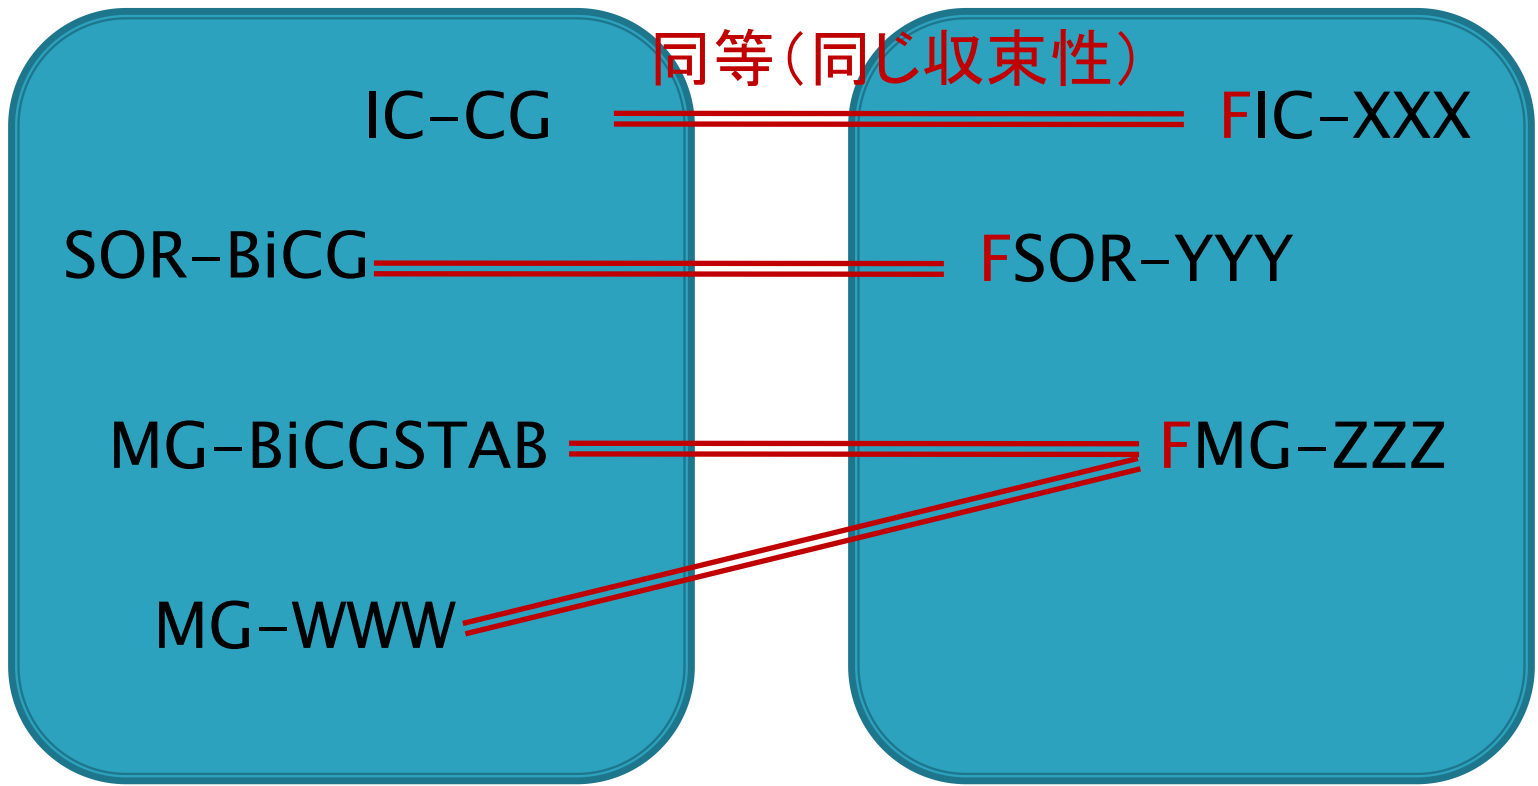 同等(同じ収束性)
IC-CG
FIC-XXX
SOR-BiCG
FSOR-YYY
MG-BiCGSTAB
FMG-ZZZ
MG-WWW